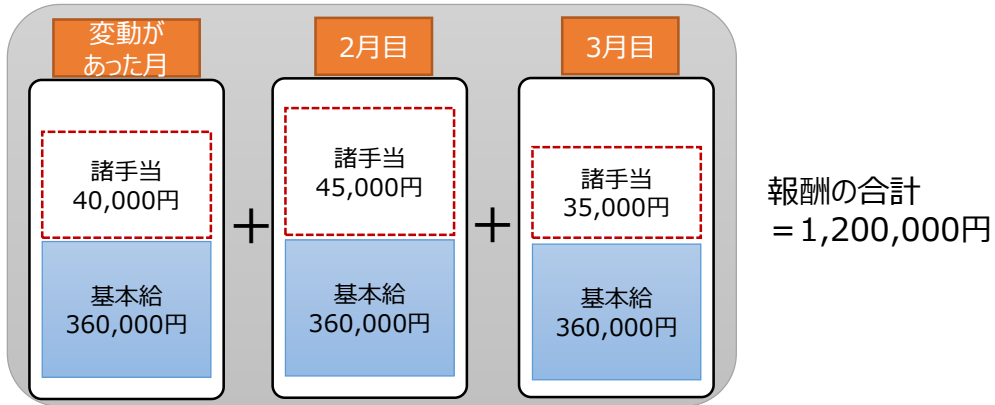 変動が
あった月
2月目
3月目
諸手当
40,000円
諸手当
45,000円
諸手当
35,000円
+
+
基本給
360,000円
基本給
360,000円
基本給
360,000円
報酬の合計
=1,200,000円